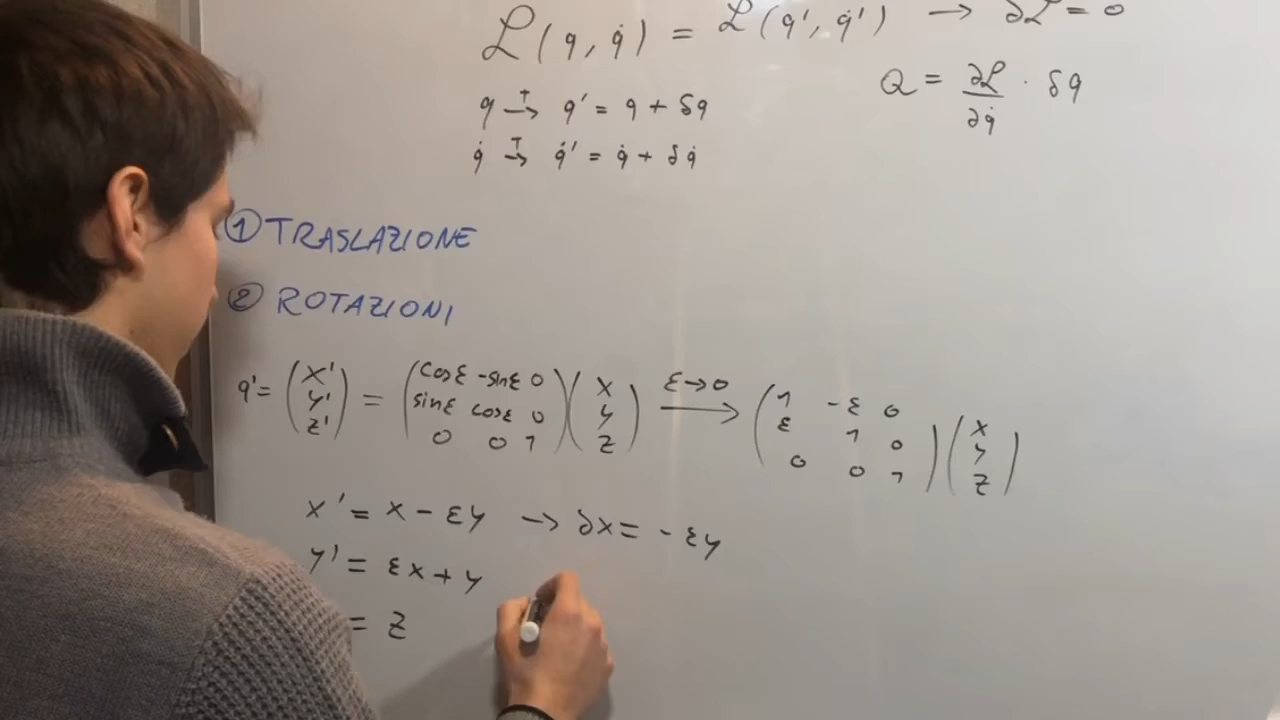 ℒ(q, q̇) = ℒ(q', q̇') → ∂ℒ = 0
q →ᵀ q' = q + δq
Q = ∂ℒ/∂q̇ · δq
q̇ →ᵀ q̇' = q̇ + δq̇
① TRASLAZIONE
② ROTAZIONI
q' = (x' y' z') = (cosε -sinε 0 sinε cosε 0 0 0 1) (x y z) ε→0 → (1 -ε 0 ε 1 0 0 0 1) (x y z)
x' = x - εy → ∂x = - εy
y' = εx + y
= z